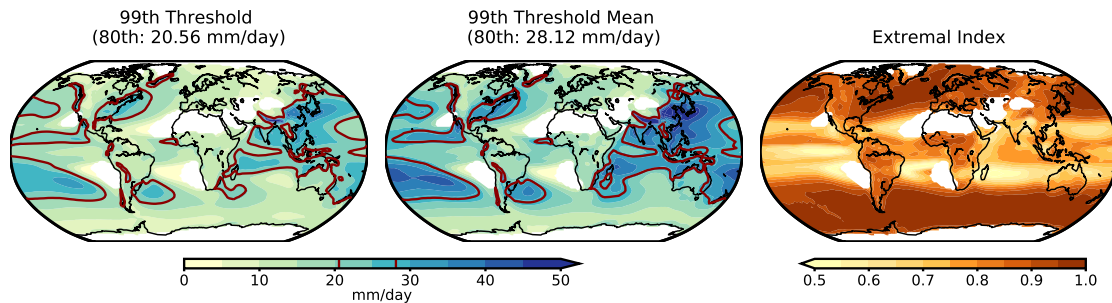 99th Threshold
(80th: 20.56 mm/day)
99th Threshold Mean
(80th: 28.12 mm/day)
Extremal Index
0 10 20 30 40 50
mm/day
0.5 0.6 0.7 0.8 0.9 1.0